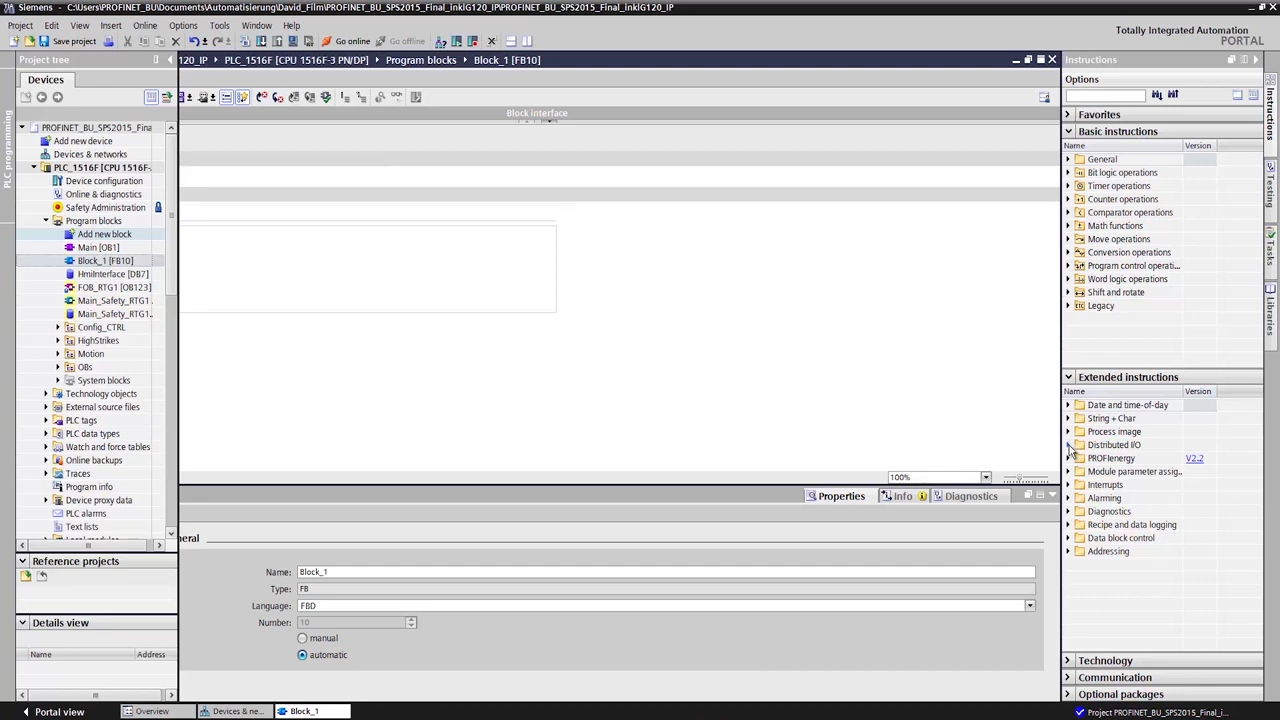 Siemens - C:\Users\PROFINET_BU\Documents\Automatisierung\David_Film\PROFINET_BU_SPS2015_Final_inklG120_IP\PROFINET_BU_SPS2015_Final_inklG120_IP
Project Edit View Insert Online Options Tools Window Help
Totally Integrated Automation
PORTAL
Save project Go online Go offline
Project tree
120_IP PLC_1516F [CPU 1516F-3 PN/DP] Program blocks Block_1 [FB10]
Instructions
Devices
Options
PLC programming
Block interface
PROFINET_BU_SPS2015_Fina
Add new device
Devices & networks
PLC_1516F [CPU 1516F-
Device configuration
Online & diagnostics
Safety Administration
Program blocks
Add new block
Main [OB1]
Block_1 [FB10]
HmiInterface [DB7]
FOB_RTG1 [OB123]
Main_Safety_RTG1
Main_Safety_RTG1..
Config_CTRL
HighStrikes
Motion
OBs
System blocks
Technology objects
External source files
PLC tags
PLC data types
Watch and force tables
Online backups
Traces
Program info
Device proxy data
PLC alarms
Text lists
Reference projects
Details view
Name Address
100%
Properties Info Diagnostics
neral
Name: Block_1
Type: FB
Language: FBD
Number: 10
manual
automatic
Favorites
Basic instructions
Name Version
General
Bit logic operations
Timer operations
Counter operations
Comparator operations
Math functions
Move operations
Conversion operations
Program control operati...
Word logic operations
Shift and rotate
Legacy
Extended instructions
Name Version
Date and time-of-day
String + Char
Process image
Distributed I/O
PROFIenergy V2.2
Module parameter assig...
Interrupts
Alarming
Diagnostics
Recipe and data logging
Data block control
Addressing
Technology
Communication
Optional packages
Instructions
Testing
Tasks
Libraries
Portal view Overview Devices & ne... Block_1
Project PROFINET_BU_SPS2015_Final_i...